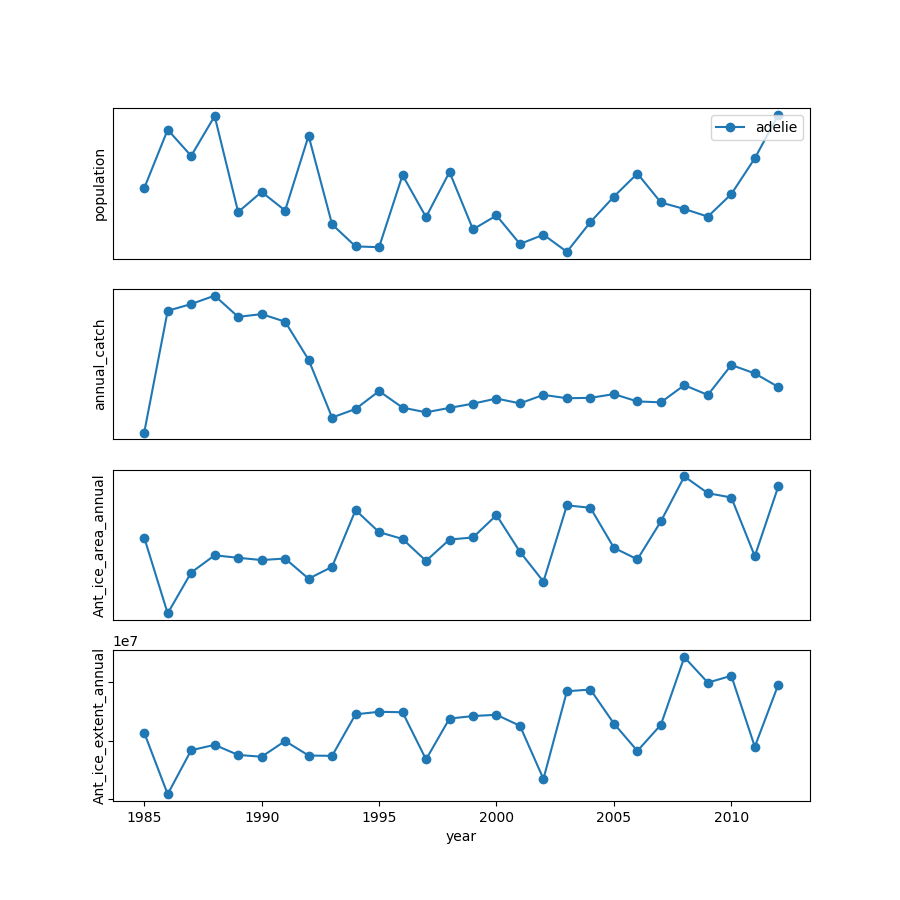 adelie
population
annual_catch
Ant_ice_area_annual
1e7
Ant_ice_extent_annual
1985 1990 1995 2000 2005 2010
year